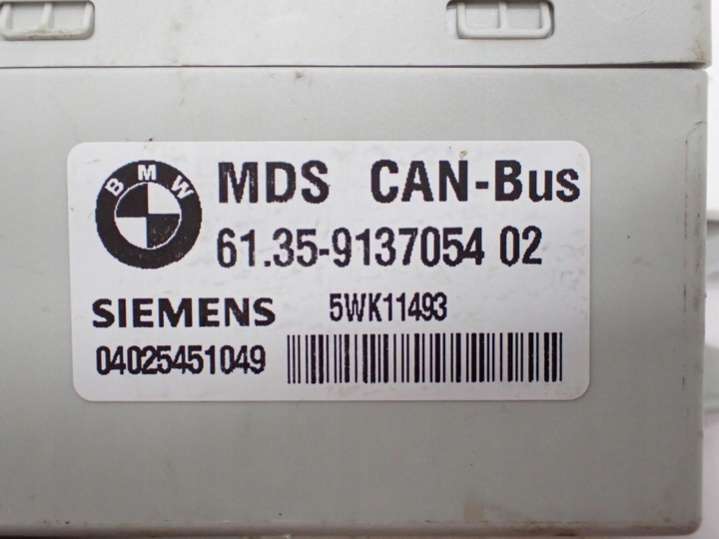 BMW
MDS CAN-Bus
61.35-9137054 02
SIEMENS 5WK11493
04025451049